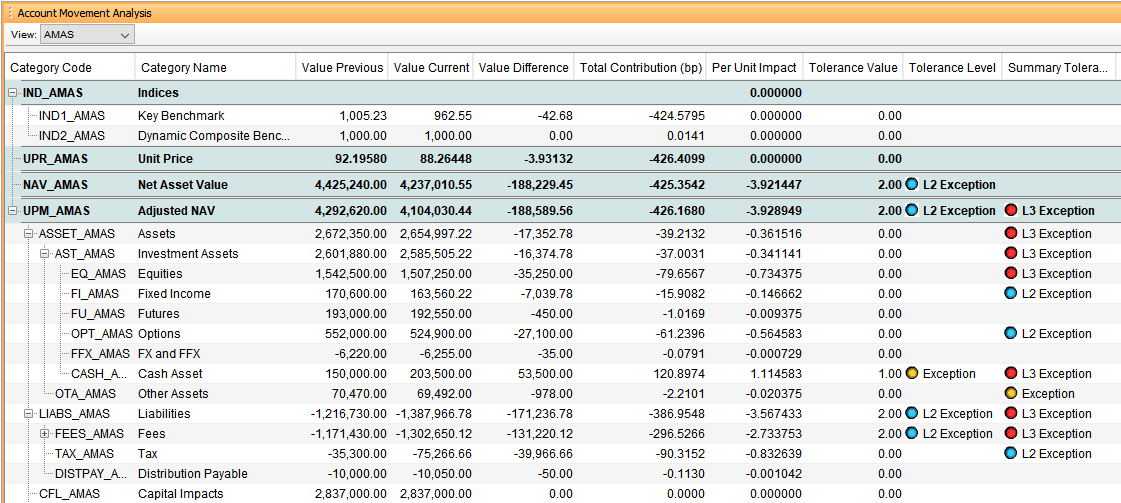 Account Movement Analysis
View: AMAS
Category Code Category Name Value Previous Value Current Value Difference Total Contribution (bp) Per Unit Impact Tolerance Value Tolerance Level Summary Tolera...
IND_AMAS Indices 0.000000
IND1_AMAS Key Benchmark 1,005.23 962.55 -42.68 -424.5795 0.000000 0.00
IND2_AMAS Dynamic Composite Benc... 1,000.00 1,000.00 0.00 0.0141 0.000000 0.00
UPR_AMAS Unit Price 92.19580 88.26448 -3.93132 -426.4099 0.000000 0.00
NAV_AMAS Net Asset Value 4,425,240.00 4,237,010.55 -188,229.45 -425.3542 -3.921447 2.00 L2 Exception
UPM_AMAS Adjusted NAV 4,292,620.00 4,104,030.44 -188,589.56 -426.1680 -3.928949 2.00 L2 Exception L3 Exception
ASSET_AMAS Assets 2,672,350.00 2,654,997.22 -17,352.78 -39.2132 -0.361516 0.00 L3 Exception
AST_AMAS Investment Assets 2,601,880.00 2,585,505.22 -16,374.78 -37.0031 -0.341141 0.00 L3 Exception
EQ_AMAS Equities 1,542,500.00 1,507,250.00 -35,250.00 -79.6567 -0.734375 0.00 L3 Exception
FI_AMAS Fixed Income 170,600.00 163,560.22 -7,039.78 -15.9082 -0.146662 0.00 L2 Exception
FU_AMAS Futures 193,000.00 192,550.00 -450.00 -1.0169 -0.009375 0.00
OPT_AMAS Options 552,000.00 524,900.00 -27,100.00 -61.2396 -0.564583 0.00 L2 Exception
FFX_AMAS FX and FFX -6,220.00 -6,255.00 -35.00 -0.0791 -0.000729 0.00
CASH_A... Cash Asset 150,000.00 203,500.00 53,500.00 120.8974 1.114583 1.00 Exception L3 Exception
OTA_AMAS Other Assets 70,470.00 69,492.00 -978.00 -2.2101 -0.020375 0.00 Exception
LIABS_AMAS Liabilities -1,216,730.00 -1,387,966.78 -171,236.78 -386.9548 -3.567433 2.00 L2 Exception L3 Exception
FEES_AMAS Fees -1,171,430.00 -1,302,650.12 -131,220.12 -296.5266 -2.733753 2.00 L2 Exception L3 Exception
TAX_AMAS Tax -35,300.00 -75,266.66 -39,966.66 -90.3152 -0.832639 0.00 L2 Exception
DISTPAY_A... Distribution Payable -10,000.00 -10,050.00 -50.00 -0.1130 -0.001042 0.00
CFL_AMAS Capital Impacts 2,837,000.00 2,837,000.00 0.00 0.0000 0.000000 0.00